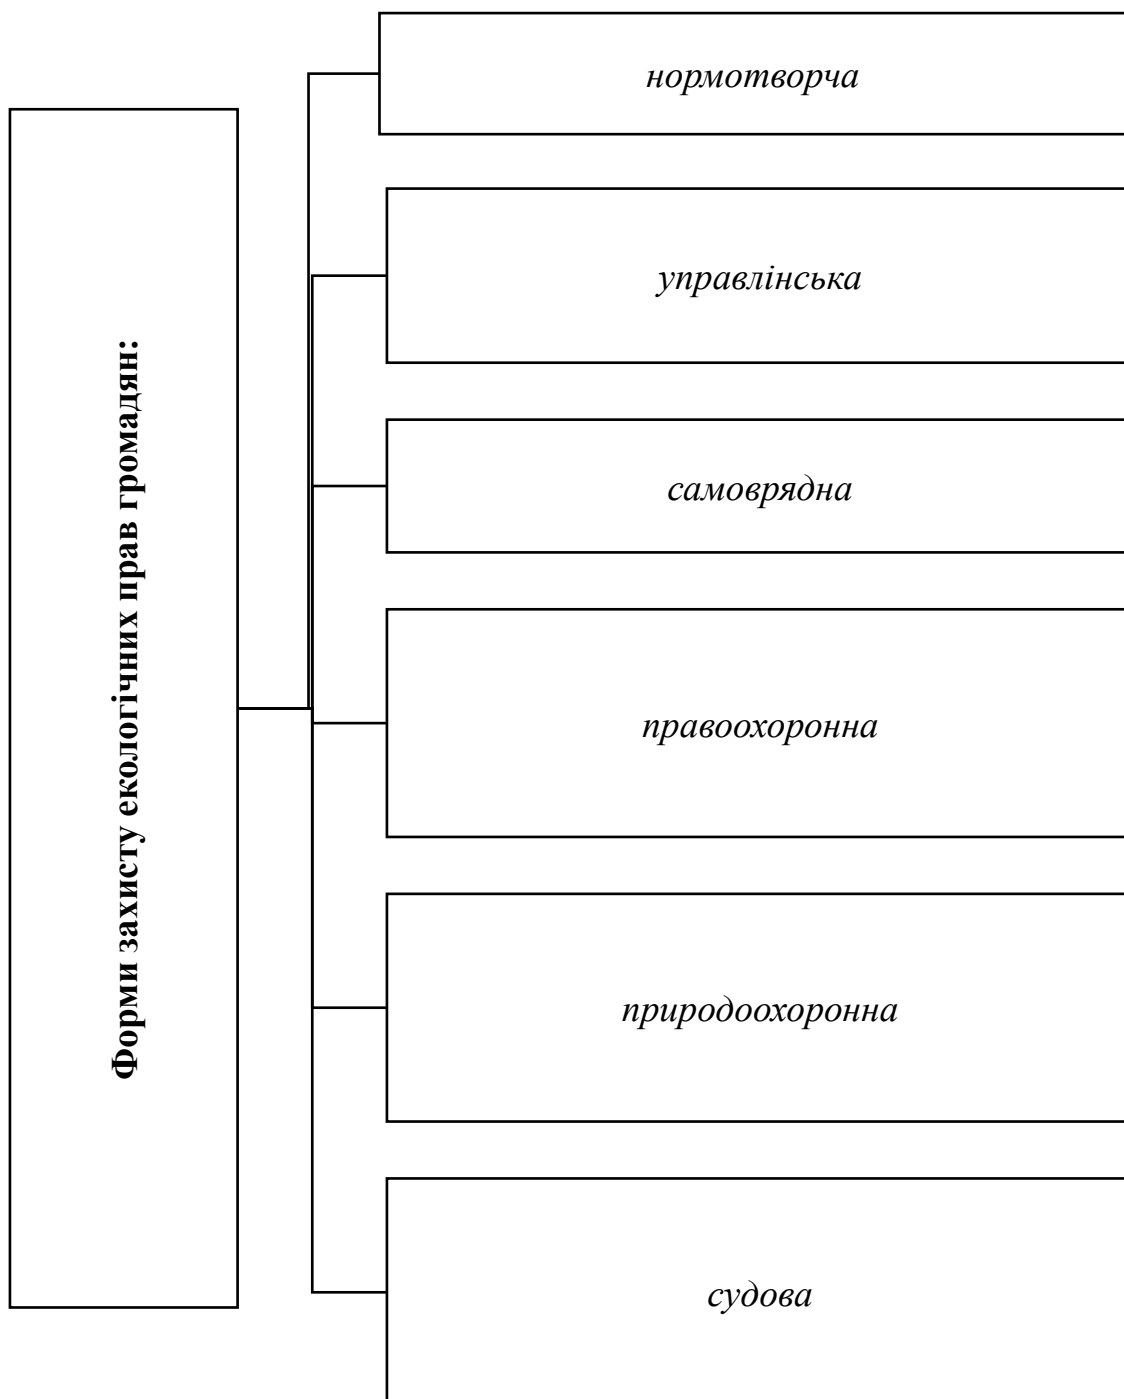 Форми захисту екологічних прав громадян:
нормотворча
управлінська
самоврядна
правоохоронна
природоохоронна
судова